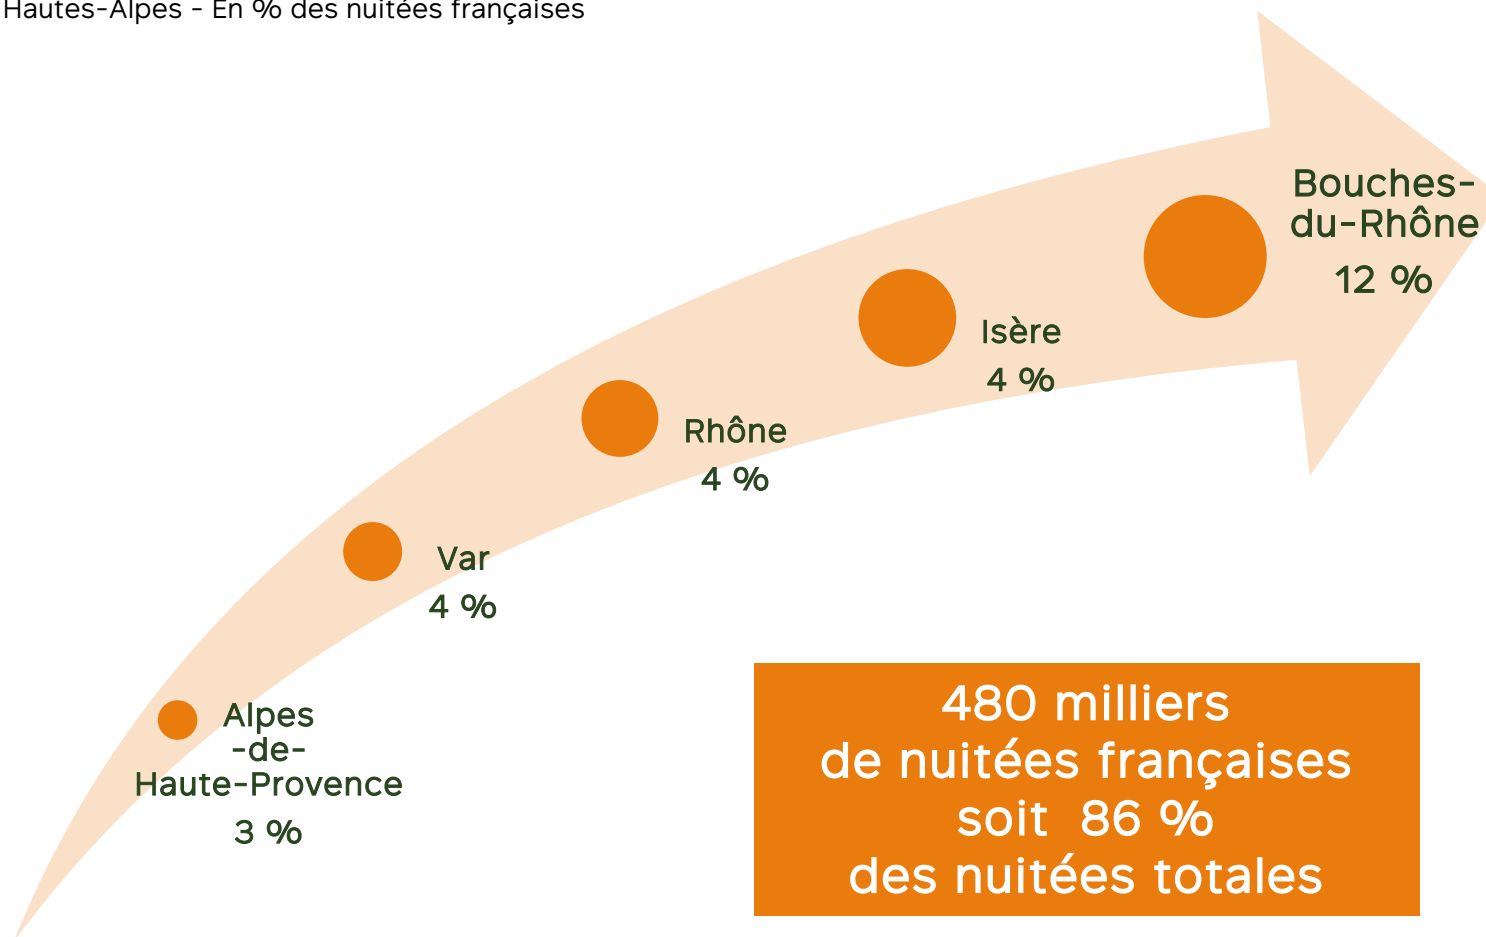 Hautes-Alpes - En % des nuitées françaises
Bouches-
du-Rhône
12 %
Isère
4 %
Rhône
4 %
Var
4 %
Alpes
-de-
Haute-Provence
3 %
480 milliers
de nuitées françaises
soit  86 %
des nuitées totales